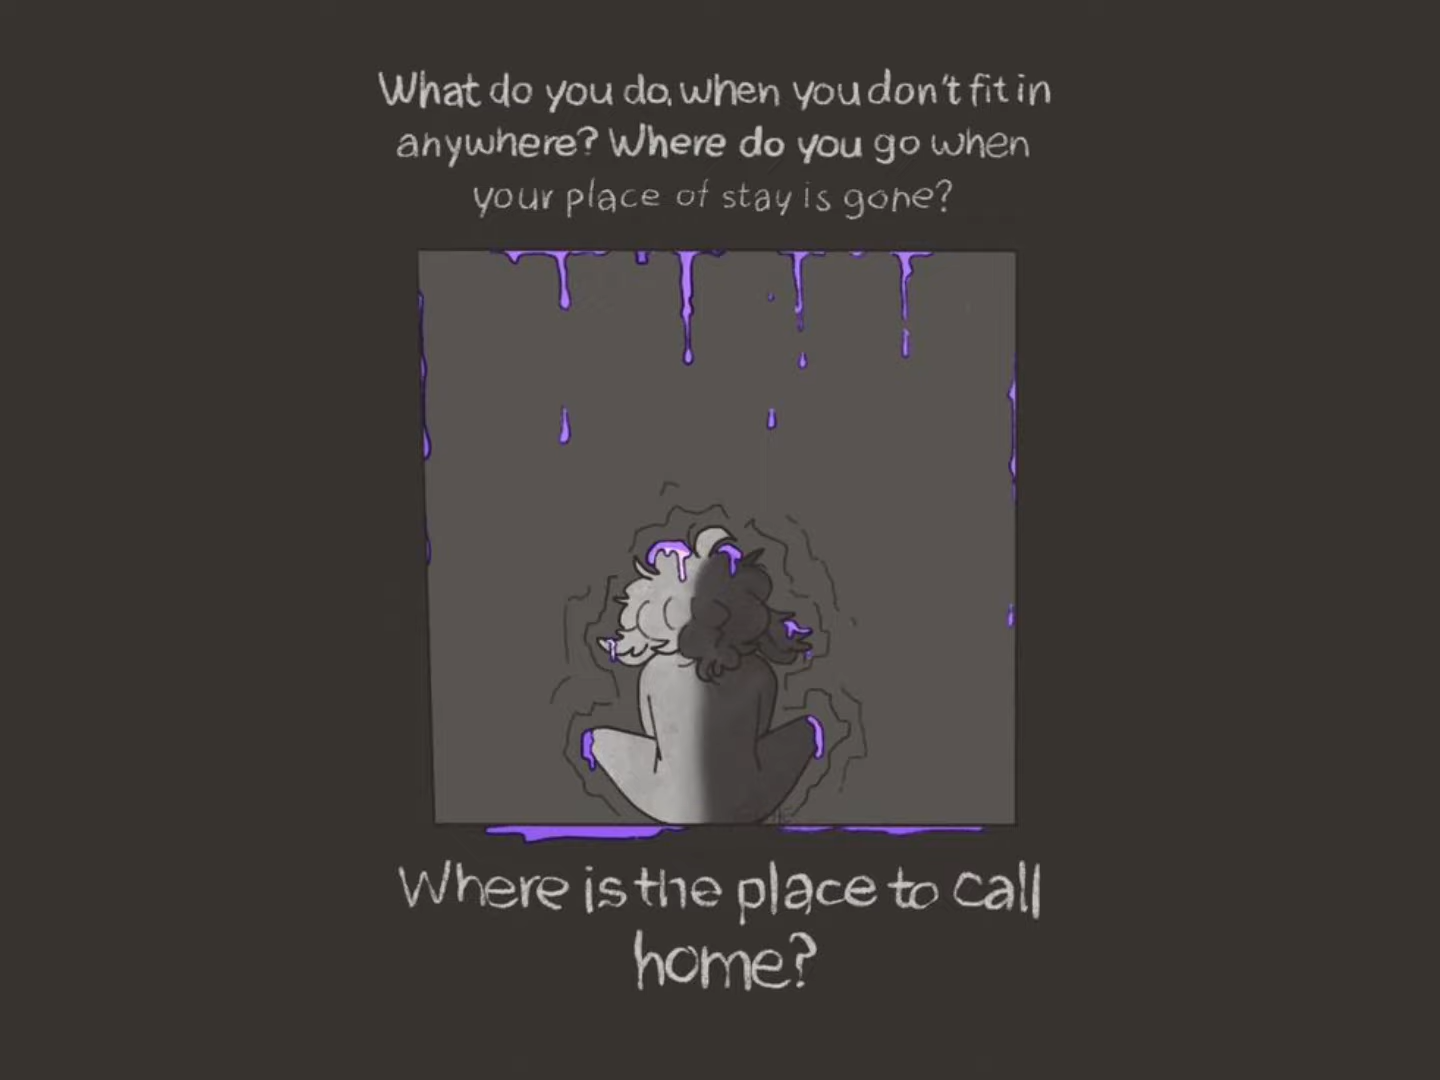 What do you do, when you don't fit in
anywhere? Where do you go when
your place of stay is gone?
Where is the place to call
home?